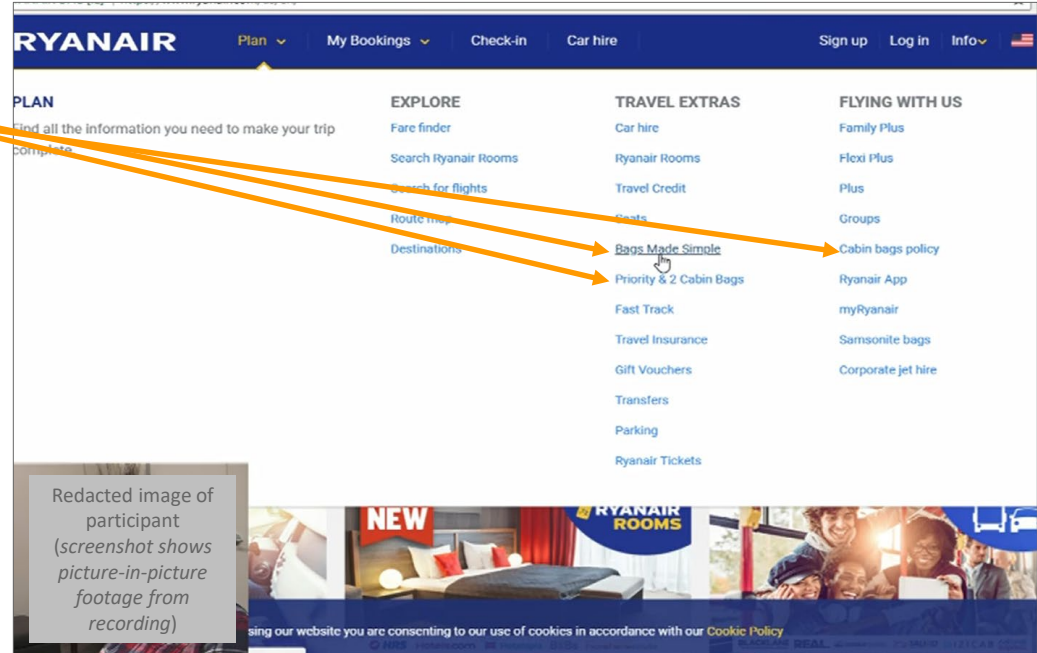 RYANAIR
Plan
My Bookings
Check-in
Car hire
Sign up
Log in
Info
PLAN
Find all the information you need to make your trip
complete
EXPLORE
Fare finder
Search Ryanair Rooms
Search for flights
Route map
Destinations
TRAVEL EXTRAS
Car hire
Ryanair Rooms
Travel Credit
Seats
Bags Made Simple
Priority & 2 Cabin Bags
Fast Track
Travel Insurance
Gift Vouchers
Transfers
Parking
Ryanair Tickets
FLYING WITH US
Family Plus
Flexi Plus
Plus
Groups
Cabin bags policy
Ryanair App
myRyanair
Samsonite bags
Corporate jet hire
Redacted image of
participant
(screenshot shows
picture-in-picture
footage from
recording)
NEW
RYANAIR
ROOMS
sing our website you are consenting to our use of cookies in accordance with our Cookie Policy